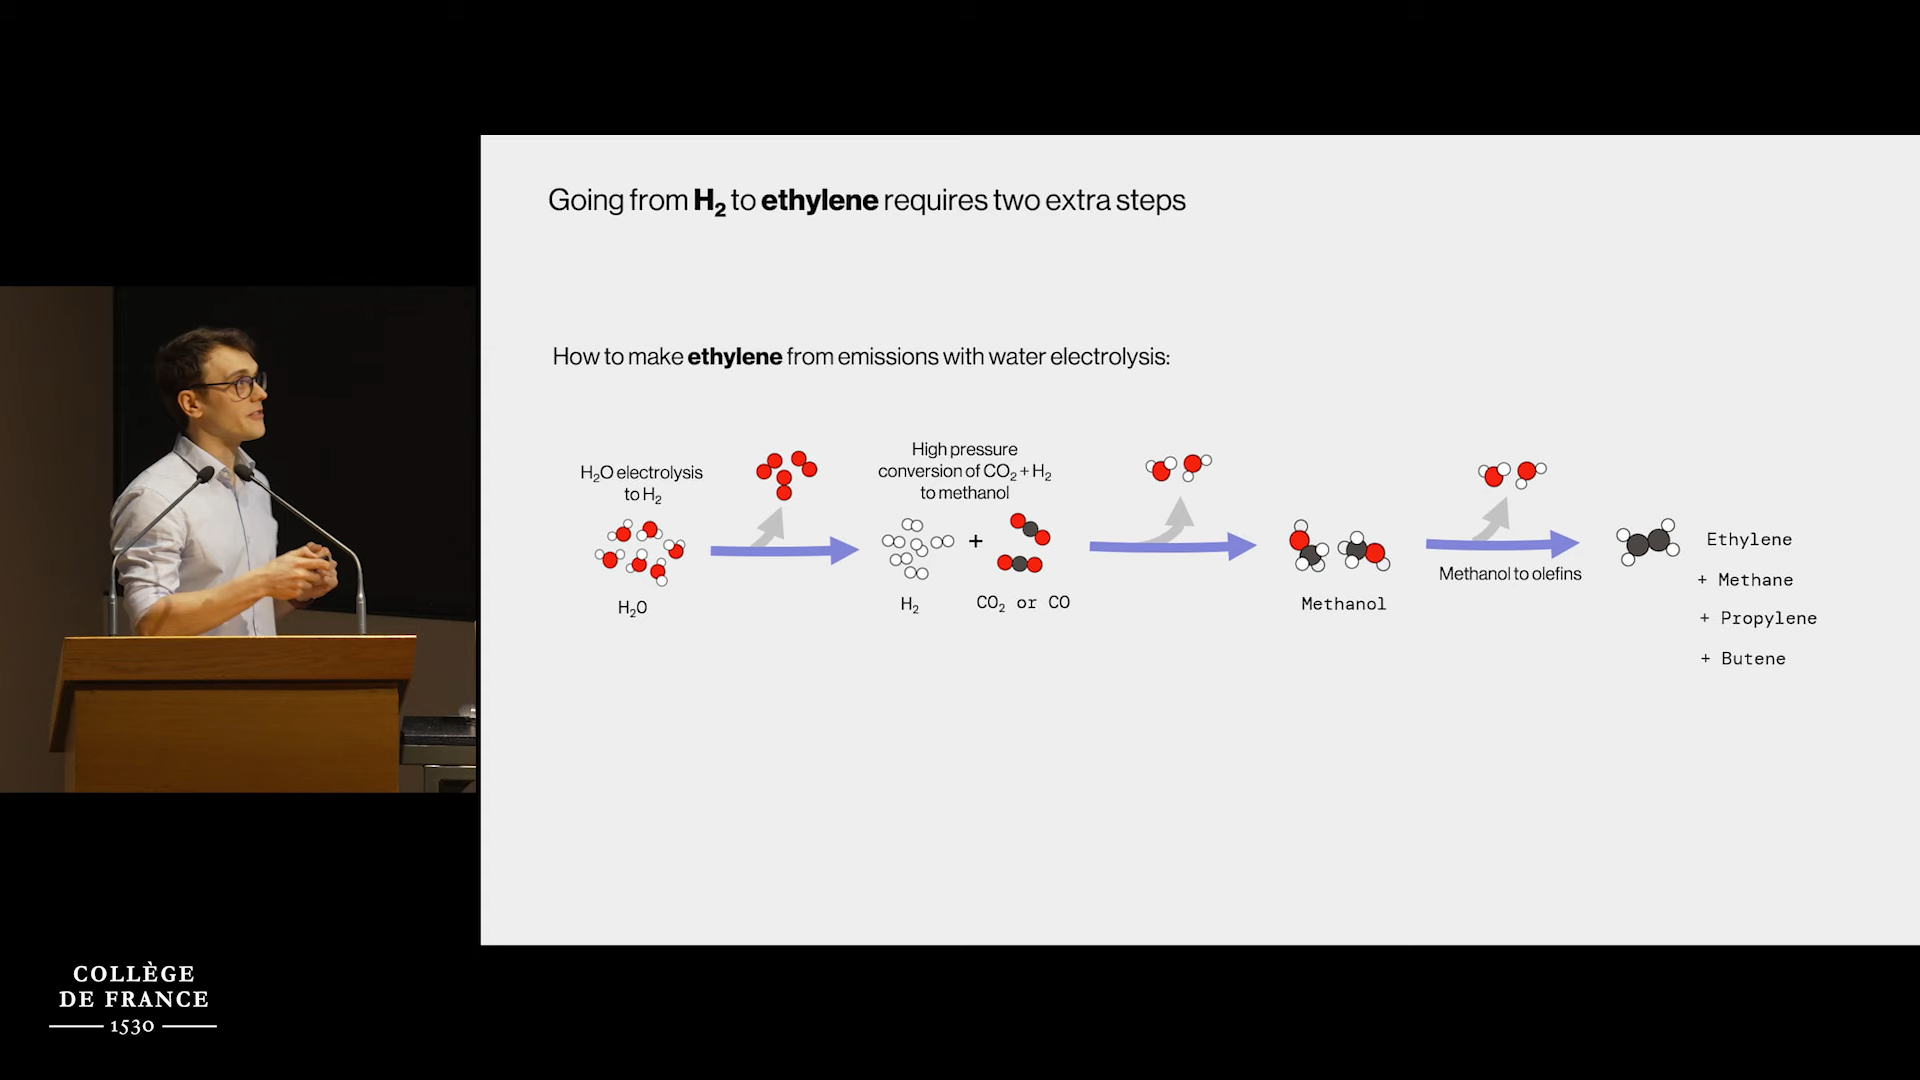 Going from H₂ to ethylene requires two extra steps
How to make ethylene from emissions with water electrolysis:
H₂O electrolysis
to H₂
High pressure
conversion of CO₂ + H₂
to methanol
+
H₂O
H₂
CO₂ or CO
Methanol
Methanol to olefins
Ethylene
+ Methane
+ Propylene
+ Butene
COLLÈGE
DE FRANCE
1530